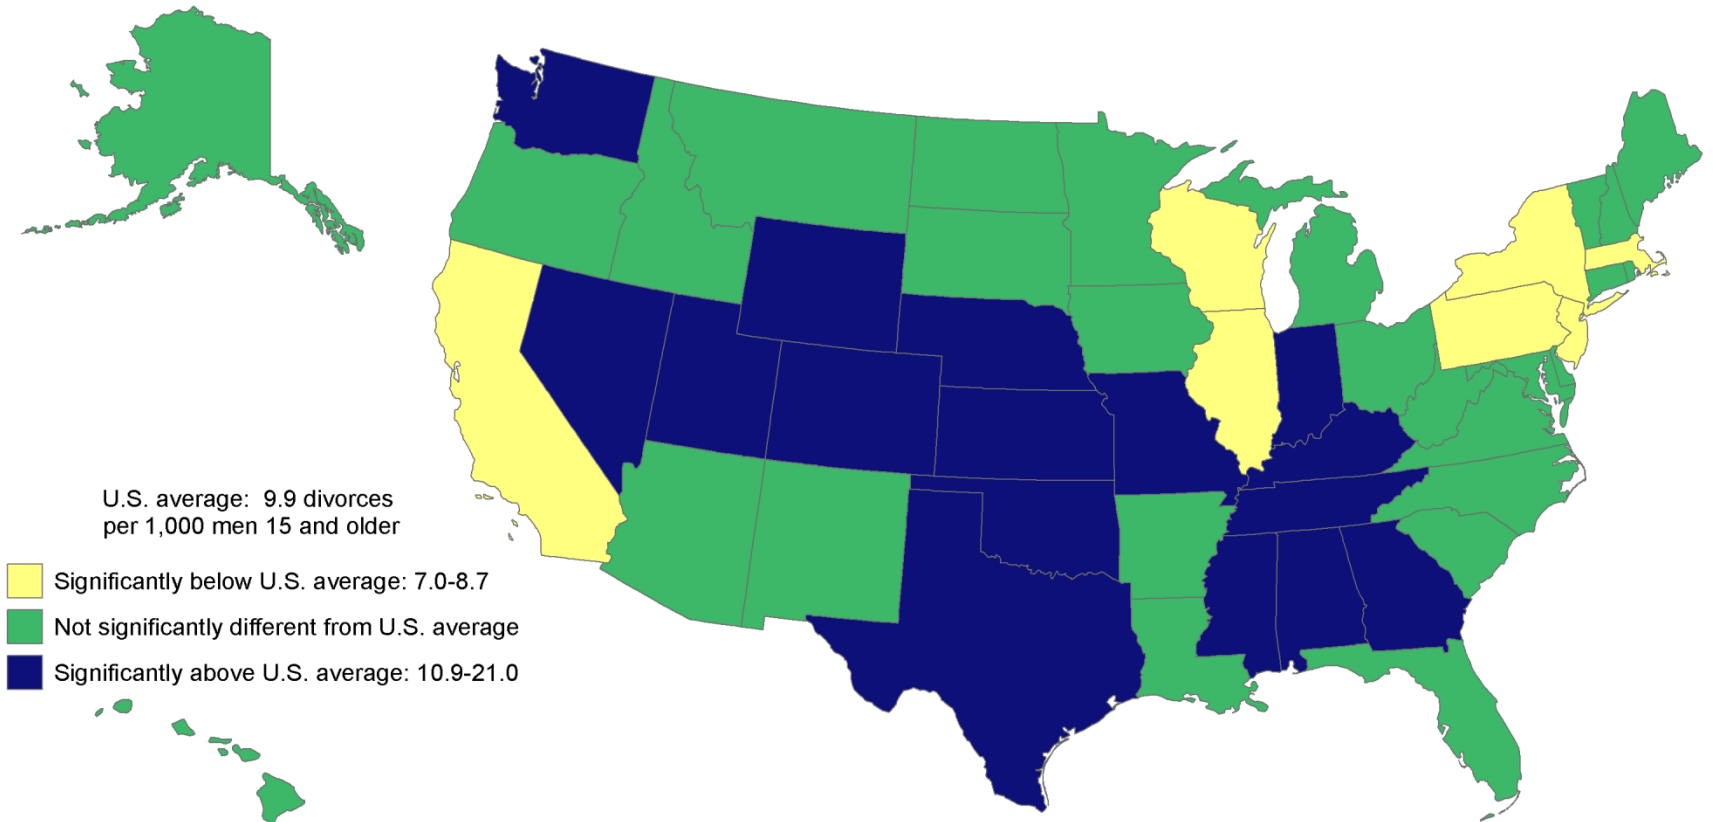 U.S. average: 9.9 divorces
per 1,000 men 15 and older
Significantly below U.S. average: 7.0-8.7
Not significantly different from U.S. average
Significantly above U.S. average: 10.9-21.0